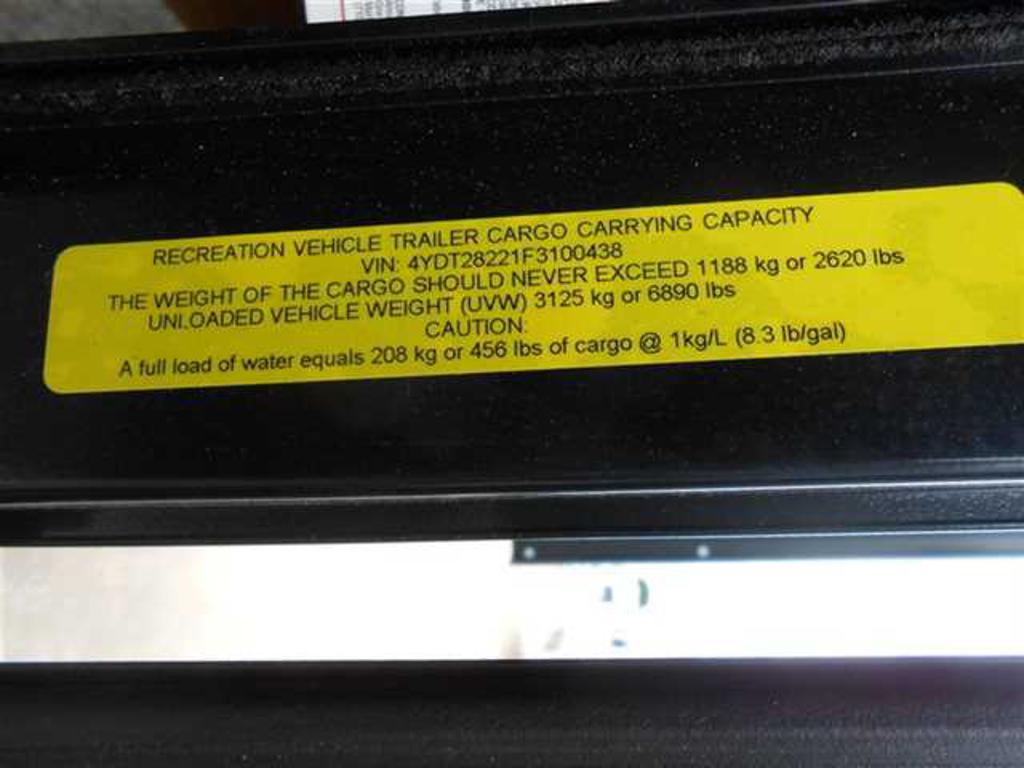 RECREATION VEHICLE TRAILER CARGO CARRYING CAPACITY
VIN: 4YDT28221F3100438
THE WEIGHT OF THE CARGO SHOULD NEVER EXCEED 1188 kg or 2620 lbs
UNLOADED VEHICLE WEIGHT (UVW) 3125 kg or 6890 lbs
CAUTION:
A full load of water equals 208 kg or 456 lbs of cargo @ 1kg/L (8.3 lb/gal)